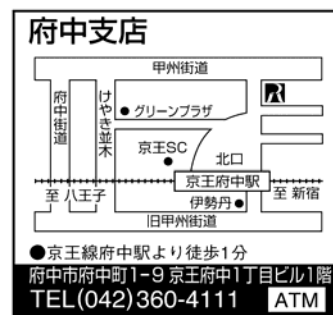 府中支店
甲州街道
府中街道
けやき並木
●グリーンプラザ
R
京王SC
北口
京王府中駅
至 八王子
至 新宿
伊勢丹●
旧甲州街道
●京王線府中駅より徒歩1分
府中市府中町1-9 京王府中1丁目ビル1階
TEL(042)360-4111
ATM